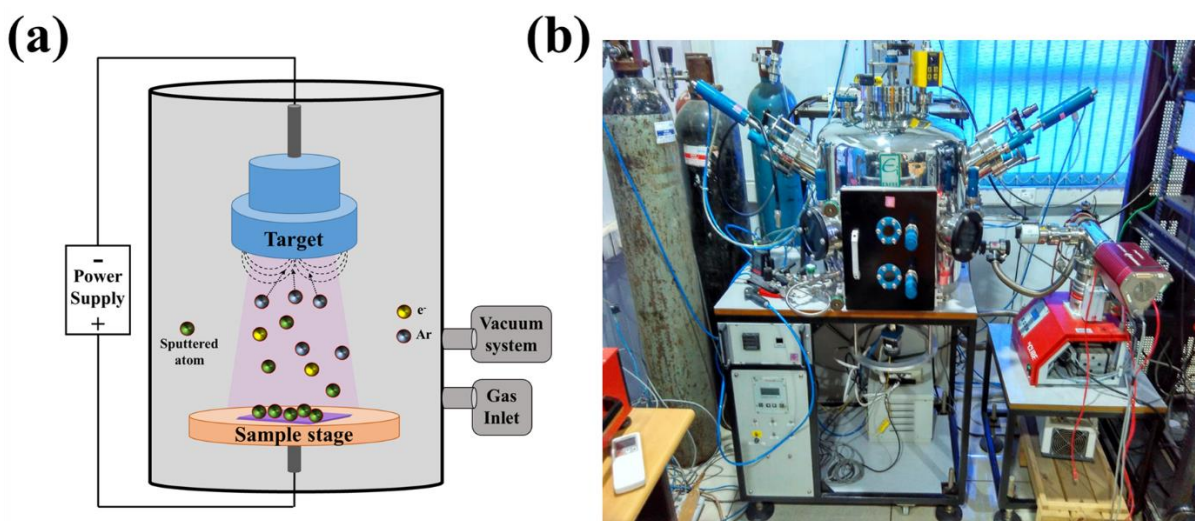 (a)
(b)
Target
-
Power
Supply
+
Sputtered
atom
e-
Ar
Vacuum
system
Gas
Inlet
Sample stage